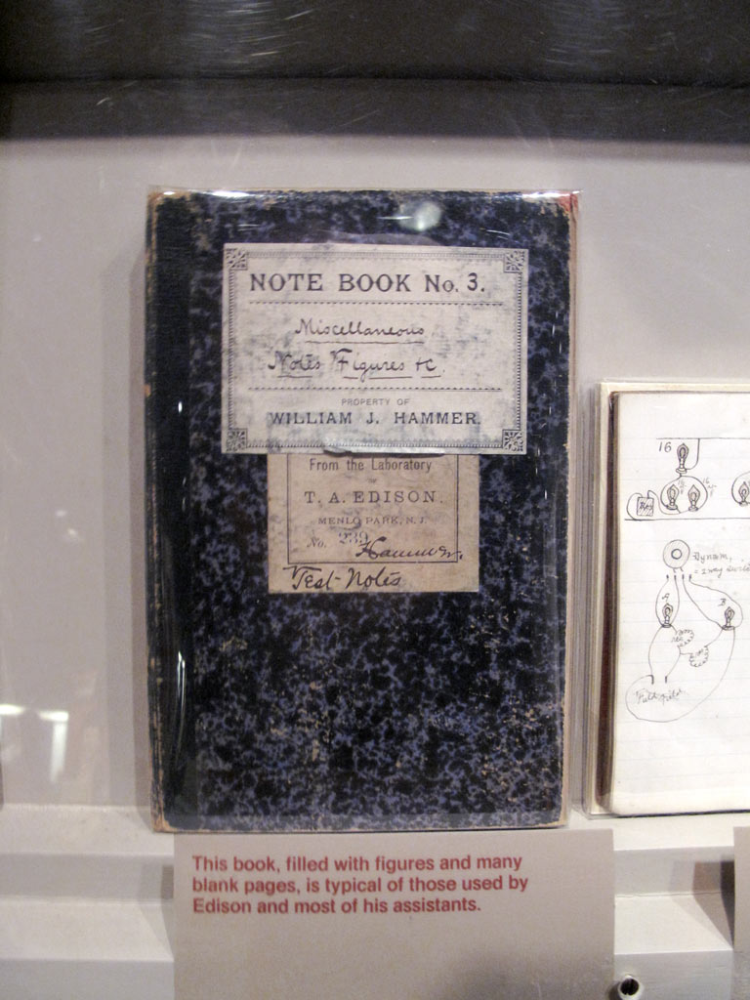 NOTE BOOK No. 3.
Miscellaneous
Notes Figures &c
PROPERTY OF
WILLIAM J. HAMMER.
From the Laboratory
OF
T. A. EDISON.
MENLO PARK, N. J.
No. 239
Hammer.
Test-Notes
16
Dynamo,
This book, filled with figures and many
blank pages, is typical of those used by
Edison and most of his assistants.